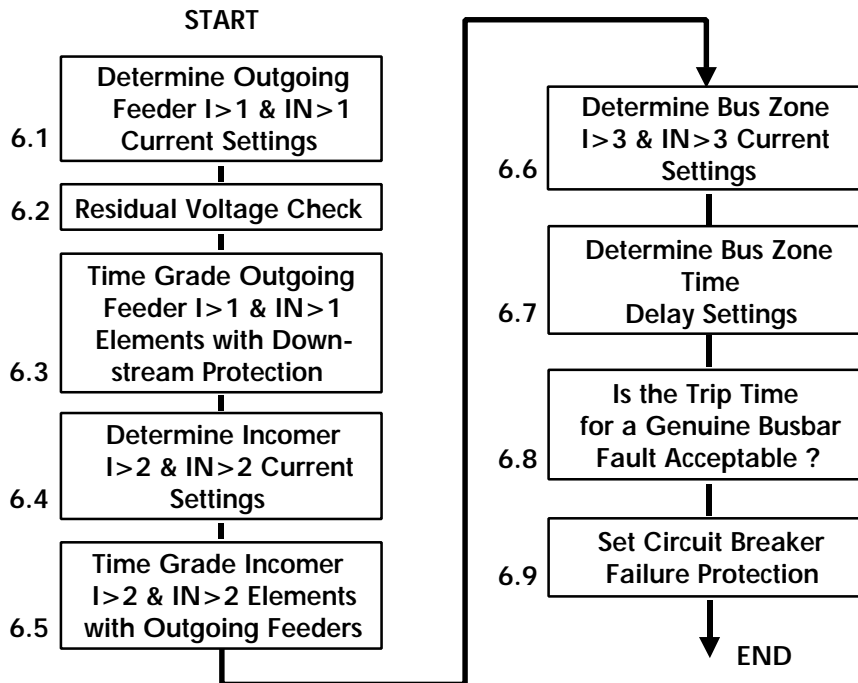 START
6.1
Determine Outgoing
Feeder I>1 & IN>1
Current Settings
6.2
Residual Voltage Check
6.3
Time Grade Outgoing
Feeder I>1 & IN>1
Elements with Down-
stream Protection
6.4
Determine Incomer
I>2 & IN>2 Current
Settings
6.5
Time Grade Incomer
I>2 & IN>2 Elements
with Outgoing Feeders
6.6
Determine Bus Zone
I>3 & IN>3 Current
Settings
6.7
Determine Bus Zone
Time
Delay Settings
6.8
Is the Trip Time
for a Genuine Busbar
Fault Acceptable ?
6.9
Set Circuit Breaker
Failure Protection
END